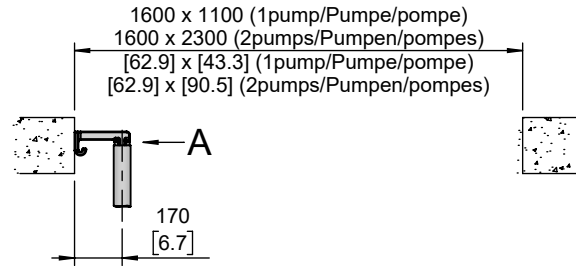 1600 x 1100 (1pump/Pumpe/pompe)
1600 x 2300 (2pumps/Pumpen/pompes)
[62.9] x [43.3] (1pump/Pumpe/pompe)
[62.9] x [90.5] (2pumps/Pumpen/pompes)
A
170
[6.7]